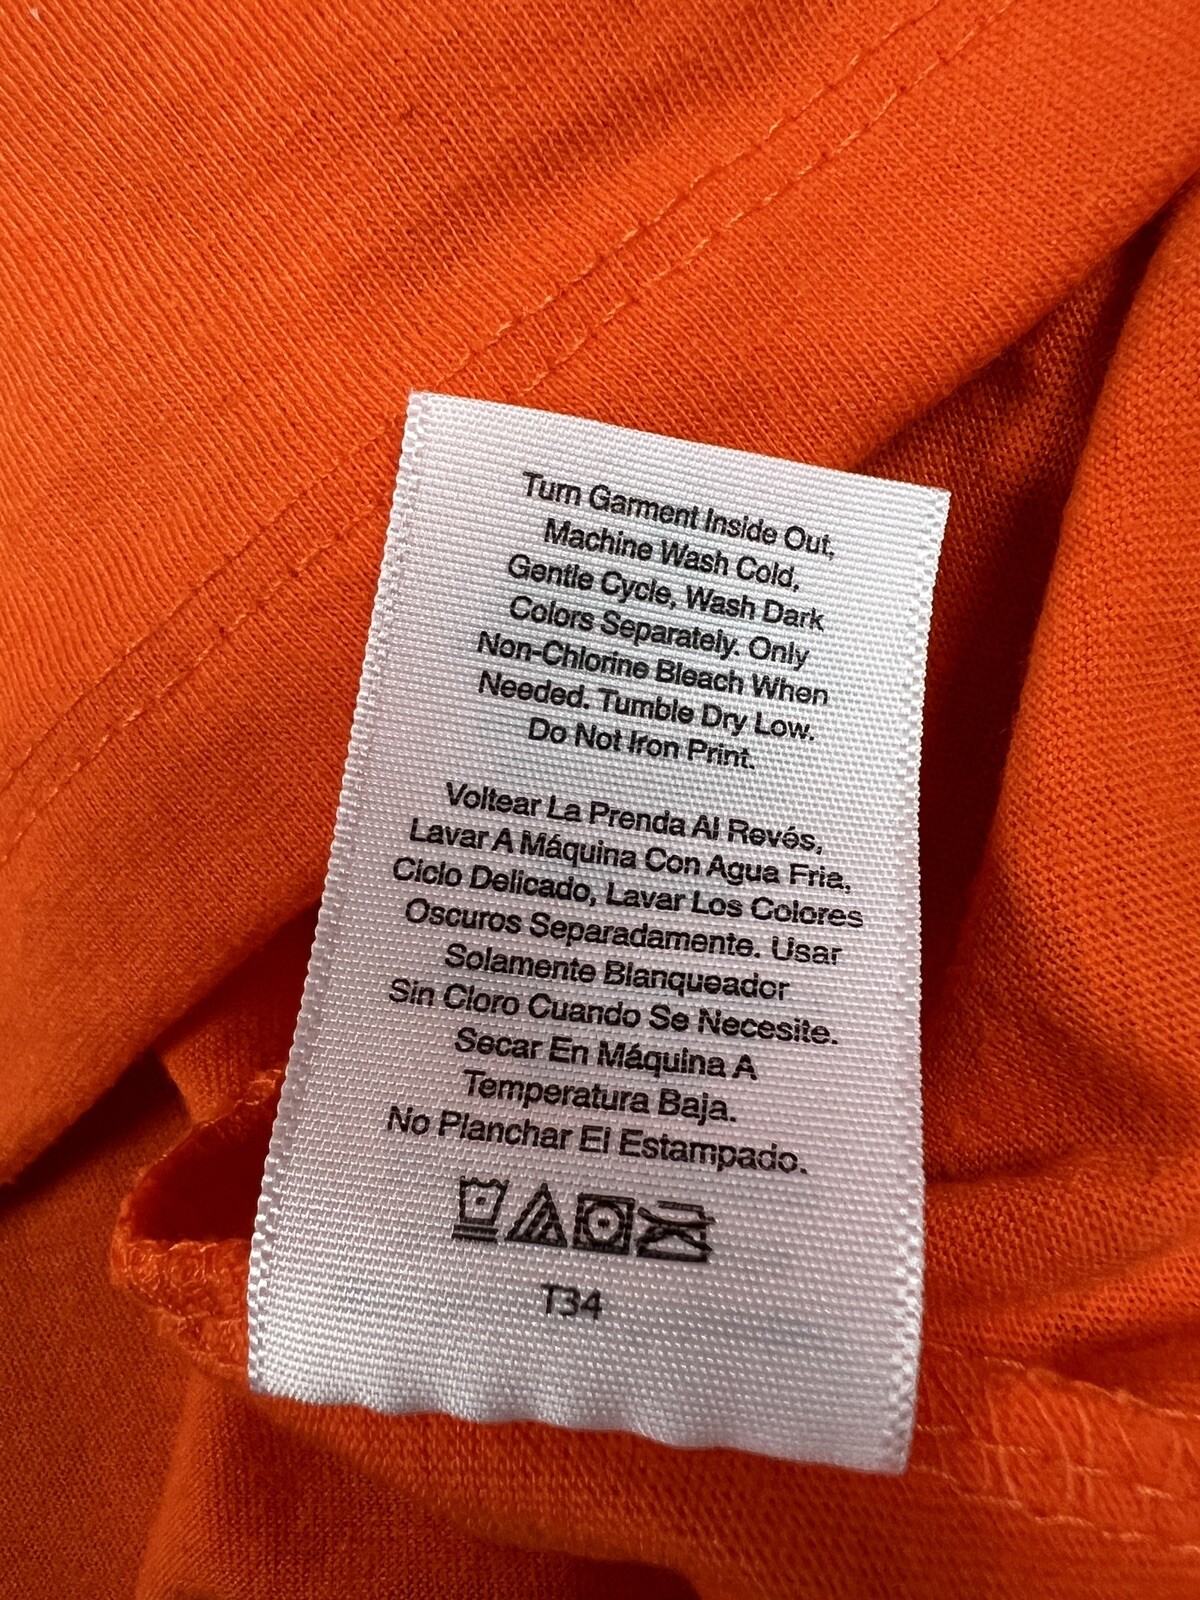 Turn Garment Inside Out,
Machine Wash Cold,
Gentle Cycle, Wash Dark
Colors Separately. Only
Non-Chlorine Bleach When
Needed. Tumble Dry Low.
Do Not Iron Print.
Voltear La Prenda Al Revés,
Lavar A Máquina Con Agua Fria,
Ciclo Delicado, Lavar Los Colores
Oscuros Separadamente. Usar
Solamente Blanqueador
Sin Cloro Cuando Se Necesite.
Secar En Máquina A
Temperatura Baja.
No Planchar El Estampado.
T34